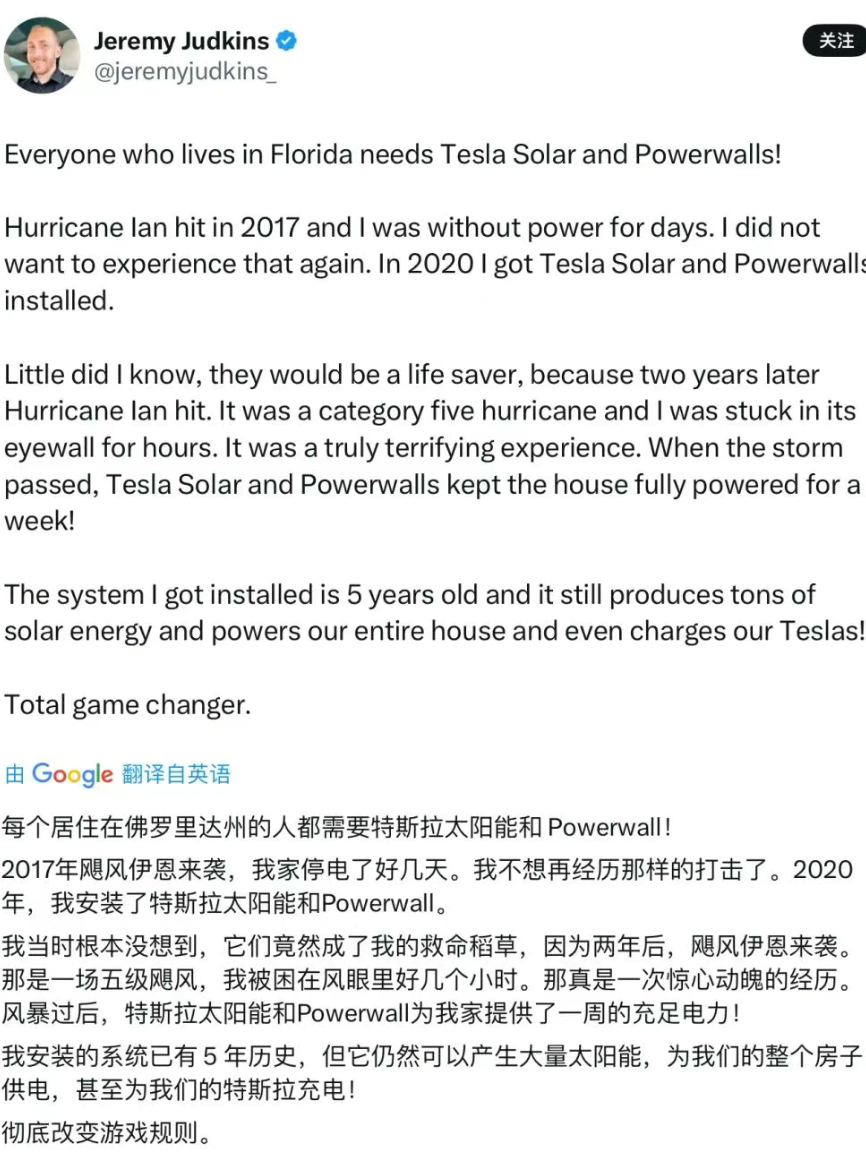 Jeremy Judkins
@jeremyjudkins_
关注
Everyone who lives in Florida needs Tesla Solar and Powerwalls!
Hurricane Ian hit in 2017 and I was without power for days. I did not
want to experience that again. In 2020 I got Tesla Solar and Powerwalls
installed.
Little did I know, they would be a life saver, because two years later
Hurricane Ian hit. It was a category five hurricane and I was stuck in its
eyewall for hours. It was a truly terrifying experience. When the storm
passed, Tesla Solar and Powerwalls kept the house fully powered for a
week!
The system I got installed is 5 years old and it still produces tons of
solar energy and powers our entire house and even charges our Teslas!
Total game changer.
由 Google 翻译自英语
每个居住在佛罗里达州的人都需要特斯拉太阳能和 Powerwall！
2017年飓风伊恩来袭，我家停电了好几天。我不想再经历那样的打击了。2020
年，我安装了特斯拉太阳能和Powerwall。
我当时根本没想到，它们竟然成了我的救命稻草，因为两年后，飓风伊恩来袭。
那是一场五级飓风，我被困在风眼里好几个小时。那真是一次惊心动魄的经历。
风暴过后，特斯拉太阳能和Powerwall为我家提供了一周的充足电力！
我安装的系统已有 5 年历史，但它仍然可以产生大量太阳能，为我们的整个房子
供电，甚至为我们的特斯拉充电！
彻底改变游戏规则。